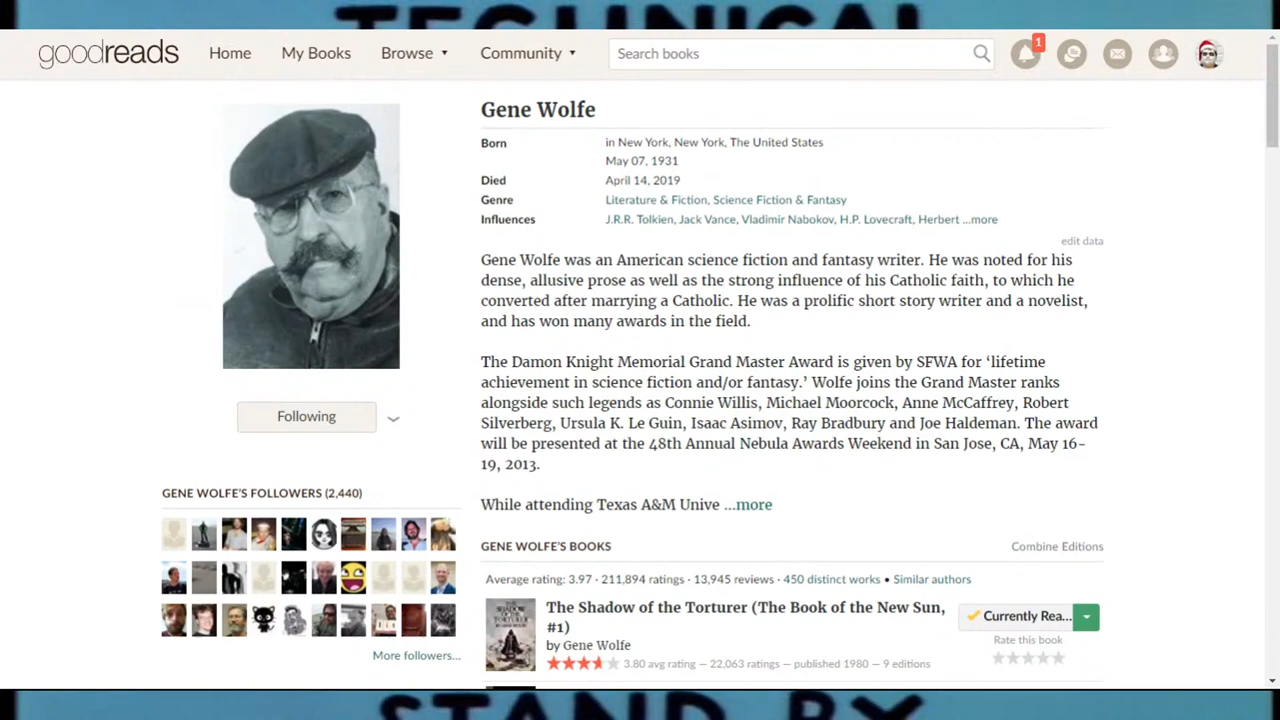 TECHNICAL
goodreads Home My Books Browse Community Search books 1
Gene Wolfe
Born in New York, New York, The United States
May 07, 1931
Died April 14, 2019
Genre Literature & Fiction, Science Fiction & Fantasy
Influences J.R.R. Tolkien, Jack Vance, Vladimir Nabokov, H.P. Lovecraft, Herbert ...more
edit data
Gene Wolfe was an American science fiction and fantasy writer. He was noted for his
dense, allusive prose as well as the strong influence of his Catholic faith, to which he
converted after marrying a Catholic. He was a prolific short story writer and a novelist,
and has won many awards in the field.
The Damon Knight Memorial Grand Master Award is given by SFWA for ‘lifetime
achievement in science fiction and/or fantasy.’ Wolfe joins the Grand Master ranks
alongside such legends as Connie Willis, Michael Moorcock, Anne McCaffrey, Robert
Silverberg, Ursula K. Le Guin, Isaac Asimov, Ray Bradbury and Joe Haldeman. The award
will be presented at the 48th Annual Nebula Awards Weekend in San Jose, CA, May 16-
19, 2013.
While attending Texas A&M Unive ...more
Following
GENE WOLFE'S FOLLOWERS (2,440)
More followers...
GENE WOLFE'S BOOKS Combine Editions
Average rating: 3.97 · 211,894 ratings · 13,945 reviews · 450 distinct works • Similar authors
THE SHADOW OF THE TORTURER
The Shadow of the Torturer (The Book of the New Sun,
#1)
by Gene Wolfe
3.80 avg rating — 22,063 ratings — published 1980 — 9 editions
Currently Rea...
Rate this book
STAND BY